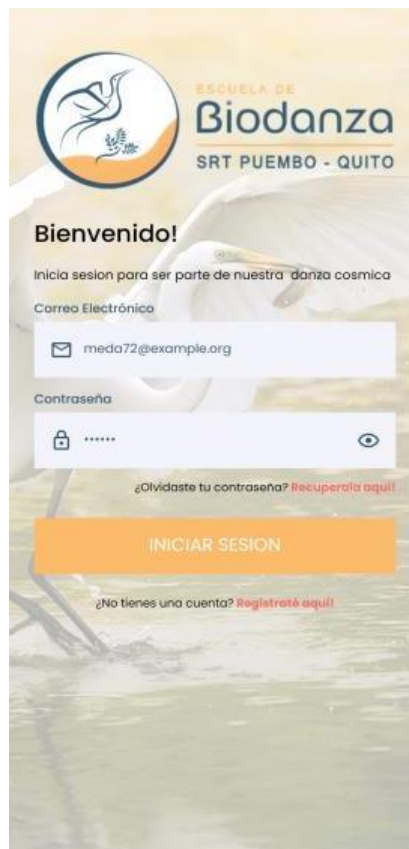 ESCUELA DE
Biodanza
SRT PUEMBO - QUITO
Bienvenido!
Inicia sesion para ser parte de nuestra danza cosmica
Correo Electrónico
meda72@example.org
Contraseña
••••••
¿Olvidaste tu contraseña? Recuperala aquí!
INICIAR SESION
¿No tienes una cuenta? Registraté aquí!